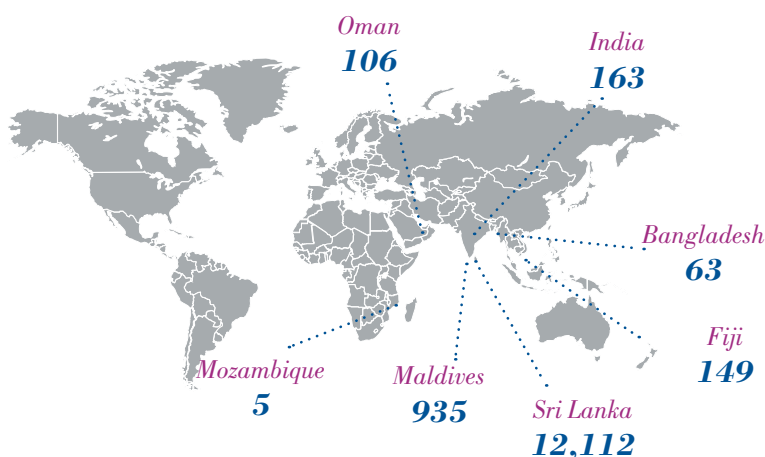 Oman
106
India
163
Bangladesh
63
Fiji
149
Mozambique
5
Maldives
935
Sri Lanka
12,112